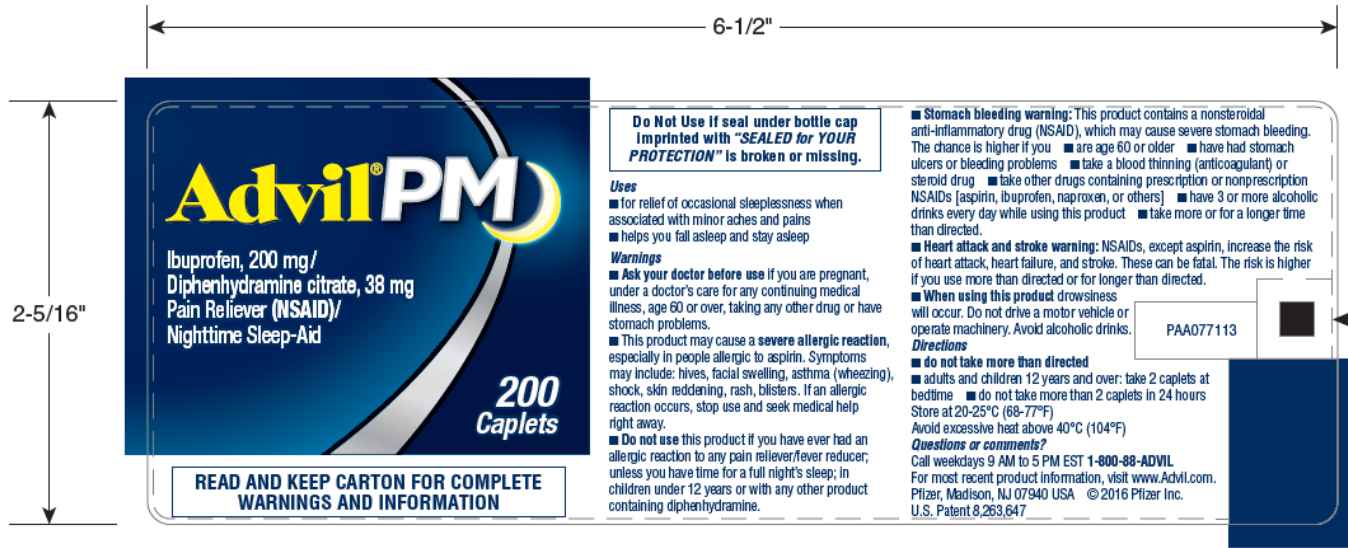 6-1/2"
2-5/16"
Advil® PM
Ibuprofen, 200 mg/
Diphenhydramine citrate, 38 mg
Pain Reliever (NSAID)/
Nighttime Sleep-Aid
200
Caplets
READ AND KEEP CARTON FOR COMPLETE
WARNINGS AND INFORMATION
Do Not Use if seal under bottle cap
imprinted with "SEALED for YOUR
PROTECTION" is broken or missing.
Uses
■ for relief of occasional sleeplessness when
associated with minor aches and pains
■ helps you fall asleep and stay asleep
Warnings
■ Ask your doctor before use if you are pregnant,
under a doctor's care for any continuing medical
illness, age 60 or over, taking any other drug or have
stomach problems.
■ This product may cause a severe allergic reaction,
especially in people allergic to aspirin. Symptoms
may include: hives, facial swelling, asthma (wheezing),
shock, skin reddening, rash, blisters. If an allergic
reaction occurs, stop use and seek medical help
right away.
■ Do not use this product if you have ever had an
allergic reaction to any pain reliever/fever reducer;
unless you have time for a full night's sleep; in
children under 12 years or with any other product
containing diphenhydramine.
■ Stomach bleeding warning: This product contains a nonsteroidal
anti-inflammatory drug (NSAID), which may cause severe stomach bleeding.
The chance is higher if you ■ are age 60 or older ■ have had stomach
ulcers or bleeding problems ■ take a blood thinning (anticoagulant) or
steroid drug ■ take other drugs containing prescription or nonprescription
NSAIDs [aspirin, ibuprofen, naproxen, or others] ■ have 3 or more alcoholic
drinks every day while using this product ■ take more or for a longer time
than directed.
■ Heart attack and stroke warning: NSAIDs, except aspirin, increase the risk
of heart attack, heart failure, and stroke. These can be fatal. The risk is higher
if you use more than directed or for longer than directed.
■ When using this product drowsiness
will occur. Do not drive a motor vehicle or
operate machinery. Avoid alcoholic drinks.
PAA077113
Directions
■ do not take more than directed
■ adults and children 12 years and over: take 2 caplets at
bedtime ■ do not take more than 2 caplets in 24 hours
Store at 20-25°C (68-77°F)
Avoid excessive heat above 40°C (104°F)
Questions or comments?
Call weekdays 9 AM to 5 PM EST 1-800-88-ADVIL
For most recent product information, visit www.Advil.com.
Pfizer, Madison, NJ 07940 USA © 2016 Pfizer Inc.
U.S. Patent 8,263,647